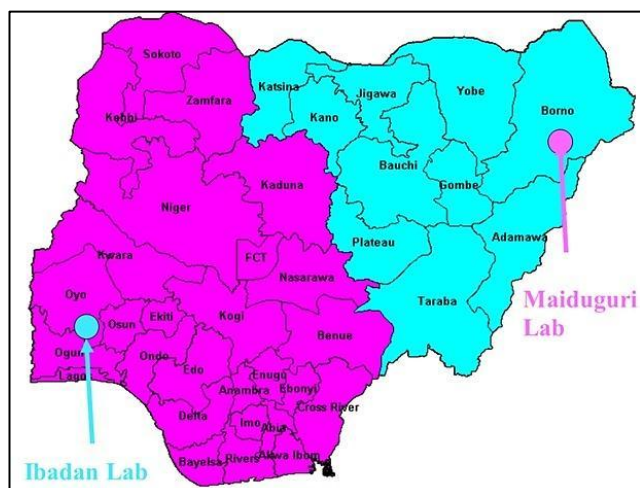 Sokoto
Katsina
Jigawa
Yobe
Zamfara
Kano
Borno
Kebbi
Bauchi
Kaduna
Gombe
Niger
Adamawa
Plateau
FCT
Kwara
Nasarawa
Oyo
Taraba
Maiduguri
Lab
Osun
Ekiti
Kogi
Benue
Ogun
Ondo
Edo
Lagos
Enugu
Anambra
Ebonyi
Cross River
Delta
Imo
Abia
Bayelsa
Rivers
Akwa Ibom
Ibadan Lab